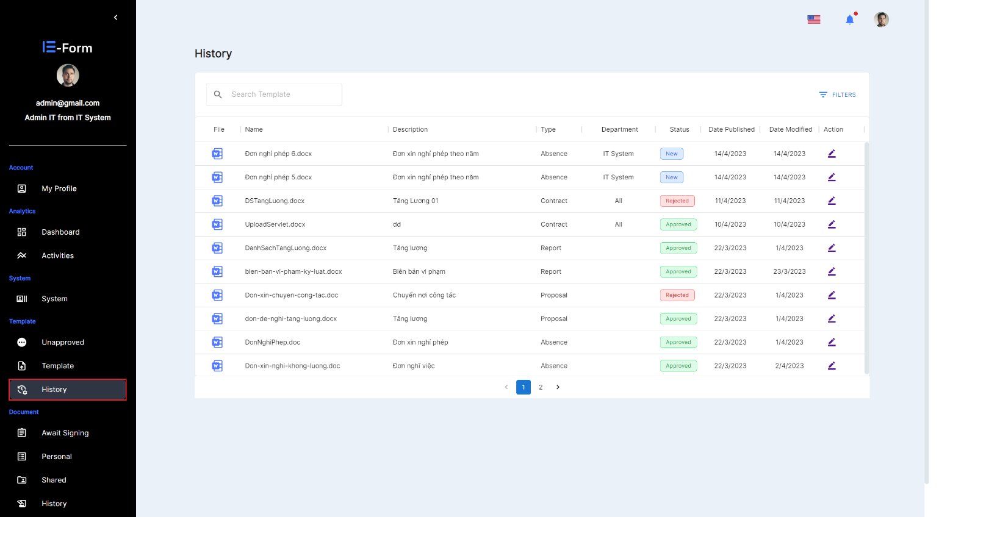 E-Form
admin@gmail.com
Admin IT from IT System
Account
My Profile
Analytics
Dashboard
Activities
System
System
Template
Unapproved
Template
History
Document
Await Signing
Personal
Shared
History
History
Search Template
FILTERS
File Name Description Type Department Status Date Published Date Modified Action
Đơn nghỉ phép 6.docx Đơn xin nghỉ phép theo năm Absence IT System New 14/4/2023 14/4/2023
Đơn nghỉ phép 5.docx Đơn xin nghỉ phép theo năm Absence IT System New 14/4/2023 14/4/2023
DSTangLuong.docx Tăng Lương 01 Contract All Rejected 11/4/2023 11/4/2023
UploadServlet.docx dd Contract All Approved 10/4/2023 10/4/2023
DanhSachTangLuong.docx Tăng lương Report Approved 22/3/2023 1/4/2023
bien-ban-vi-pham-ky-luat.docx Biên bản vi phạm Report Approved 22/3/2023 23/3/2023
Don-xin-chuyen-cong-tac.doc Chuyển nơi công tác Proposal Rejected 22/3/2023 1/4/2023
don-de-nghi-tang-luong.docx Tăng lương Proposal Approved 22/3/2023 1/4/2023
DonNghiPhep.doc Đơn xin nghỉ phép Absence Approved 22/3/2023 1/4/2023
Don-xin-nghi-khong-luong.doc Đơn nghĩ việc Absence Approved 22/3/2023 2/4/2023
1 2